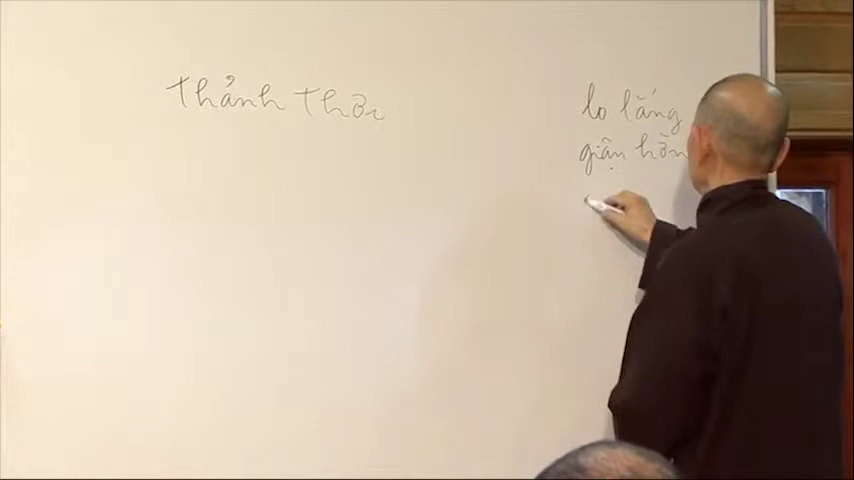 thảnh thơi
lo lắng
giận hờn